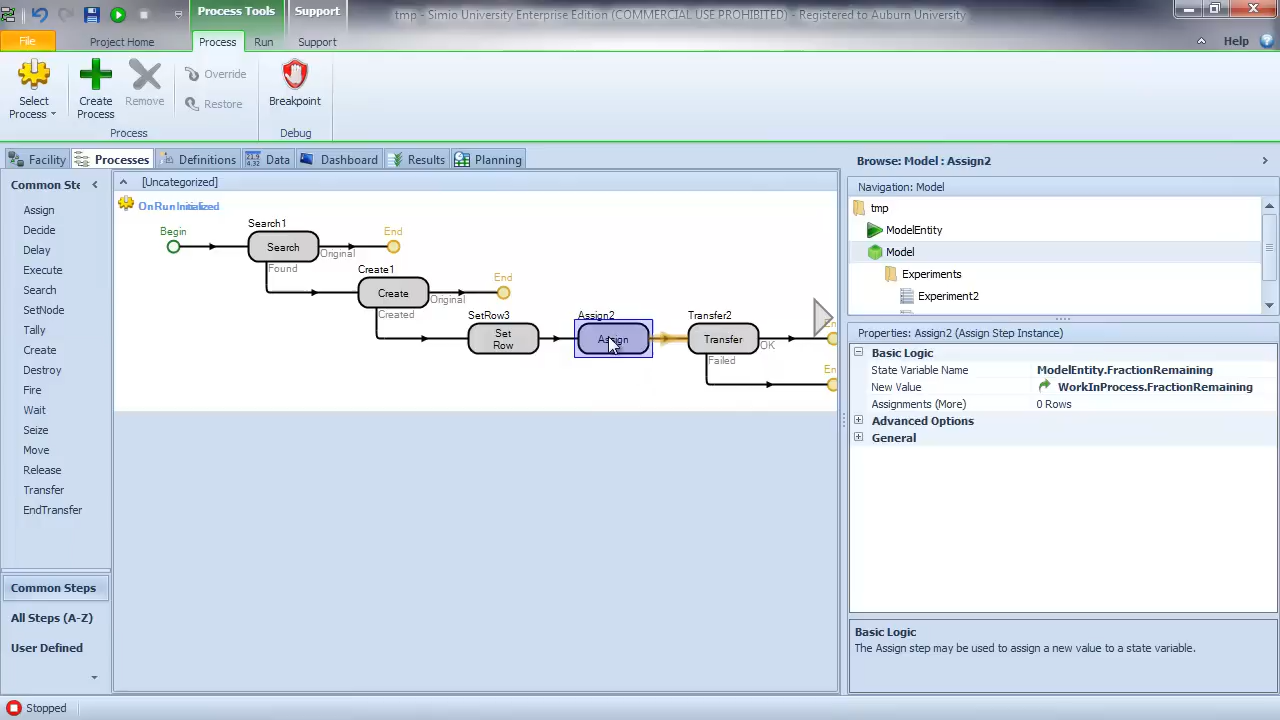 Process Tools
Support
tmp - Simio University Enterprise Edition (COMMERCIAL USE PROHIBITED) - Registered to Auburn University
File
Project Home
Process
Run
Support
Help
Select Process
Create Process
Remove
Override
Restore
Breakpoint
Process
Debug
Facility
Processes
Definitions
Data
Dashboard
Results
Planning
Common Ste
Assign
Decide
Delay
Execute
Search
SetNode
Tally
Create
Destroy
Fire
Wait
Seize
Move
Release
Transfer
EndTransfer
Common Steps
All Steps (A-Z)
User Defined
[Uncategorized]
OnRunInitialized
Begin
Search1
Search
Original
End
Found
Create1
Create
Original
End
Created
SetRow3
Set Row
Assign2
Assign
Transfer2
Transfer
OK
Failed
Browse: Model : Assign2
Navigation: Model
tmp
ModelEntity
Model
Experiments
Experiment2
Properties: Assign2 (Assign Step Instance)
Basic Logic
State Variable Name ModelEntity.FractionRemaining
New Value WorkInProcess.FractionRemaining
Assignments (More) 0 Rows
Advanced Options
General
Basic Logic
The Assign step may be used to assign a new value to a state variable.
Stopped